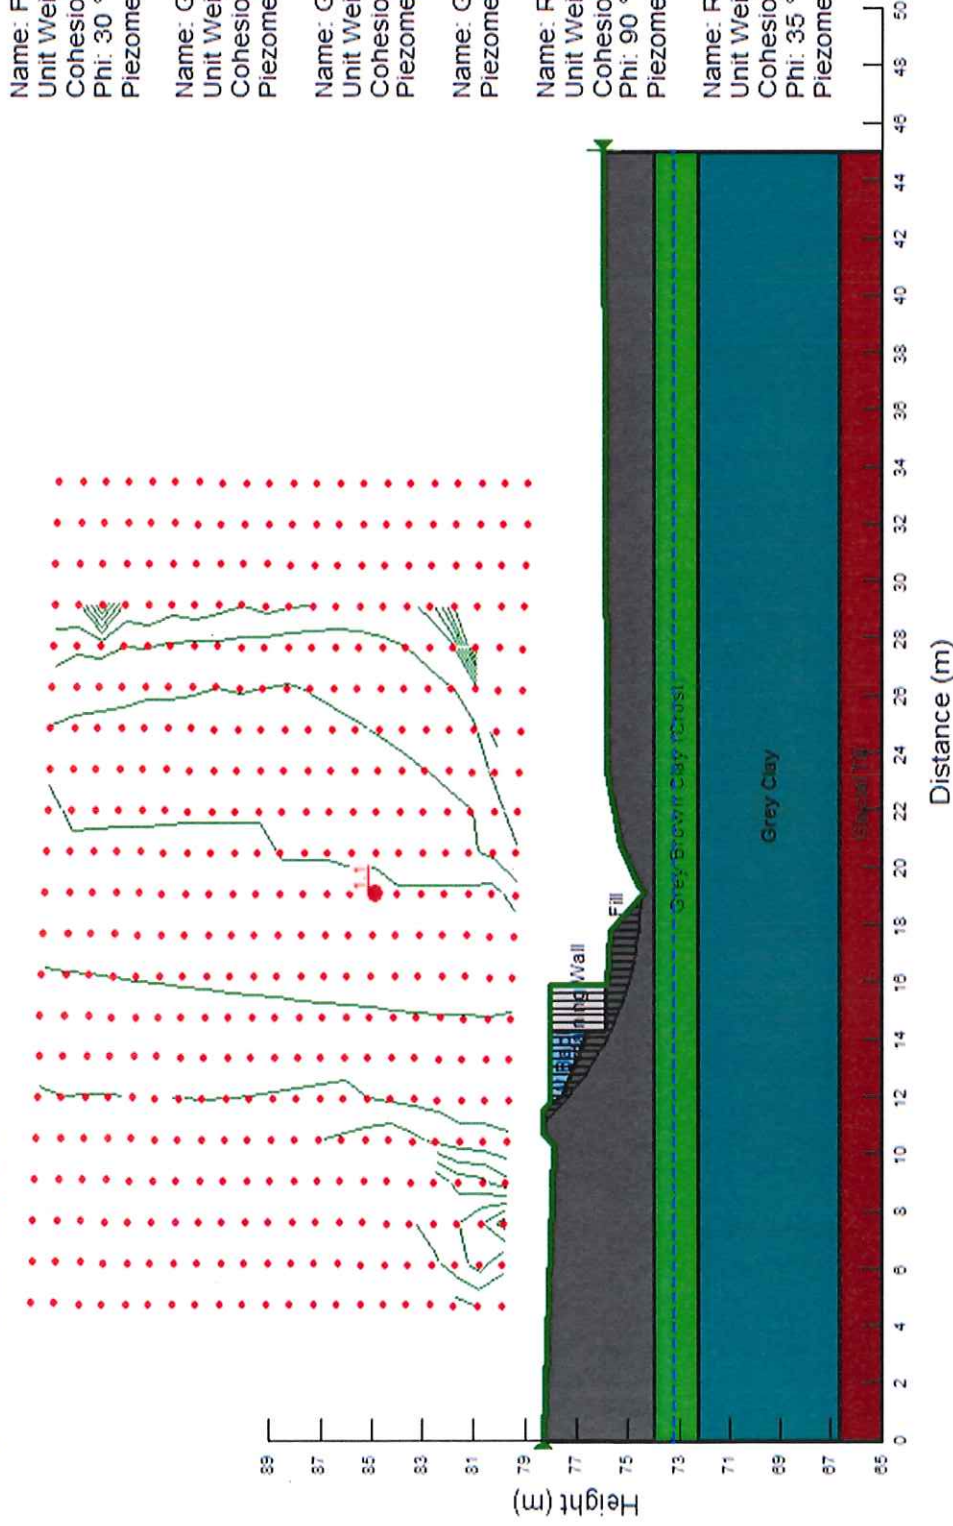 Name: F
Unit Wei
Cohesio
Phi: 30 °
Piezome
Name: G
Unit Wei
Cohesio
Piezome
Name: G
Unit Wei
Cohesio
Piezome
Name: G
Piezome
Name: R
Unit Wei
Cohesio
Phi: 90 °
Piezome
Name: R
Unit Wei
Cohesio
Phi: 35 °
Piezome
1.1
Fill
Wall
Grey Brown Clay (Crust)
Grey Clay
Height (m)
89
87
85
83
81
79
77
75
73
71
69
67
65
0 2 4 6 8 10 12 14 16 18 20 22 24 26 28 30 32 34 36 38 40 42 44 46 48 50
Distance (m)